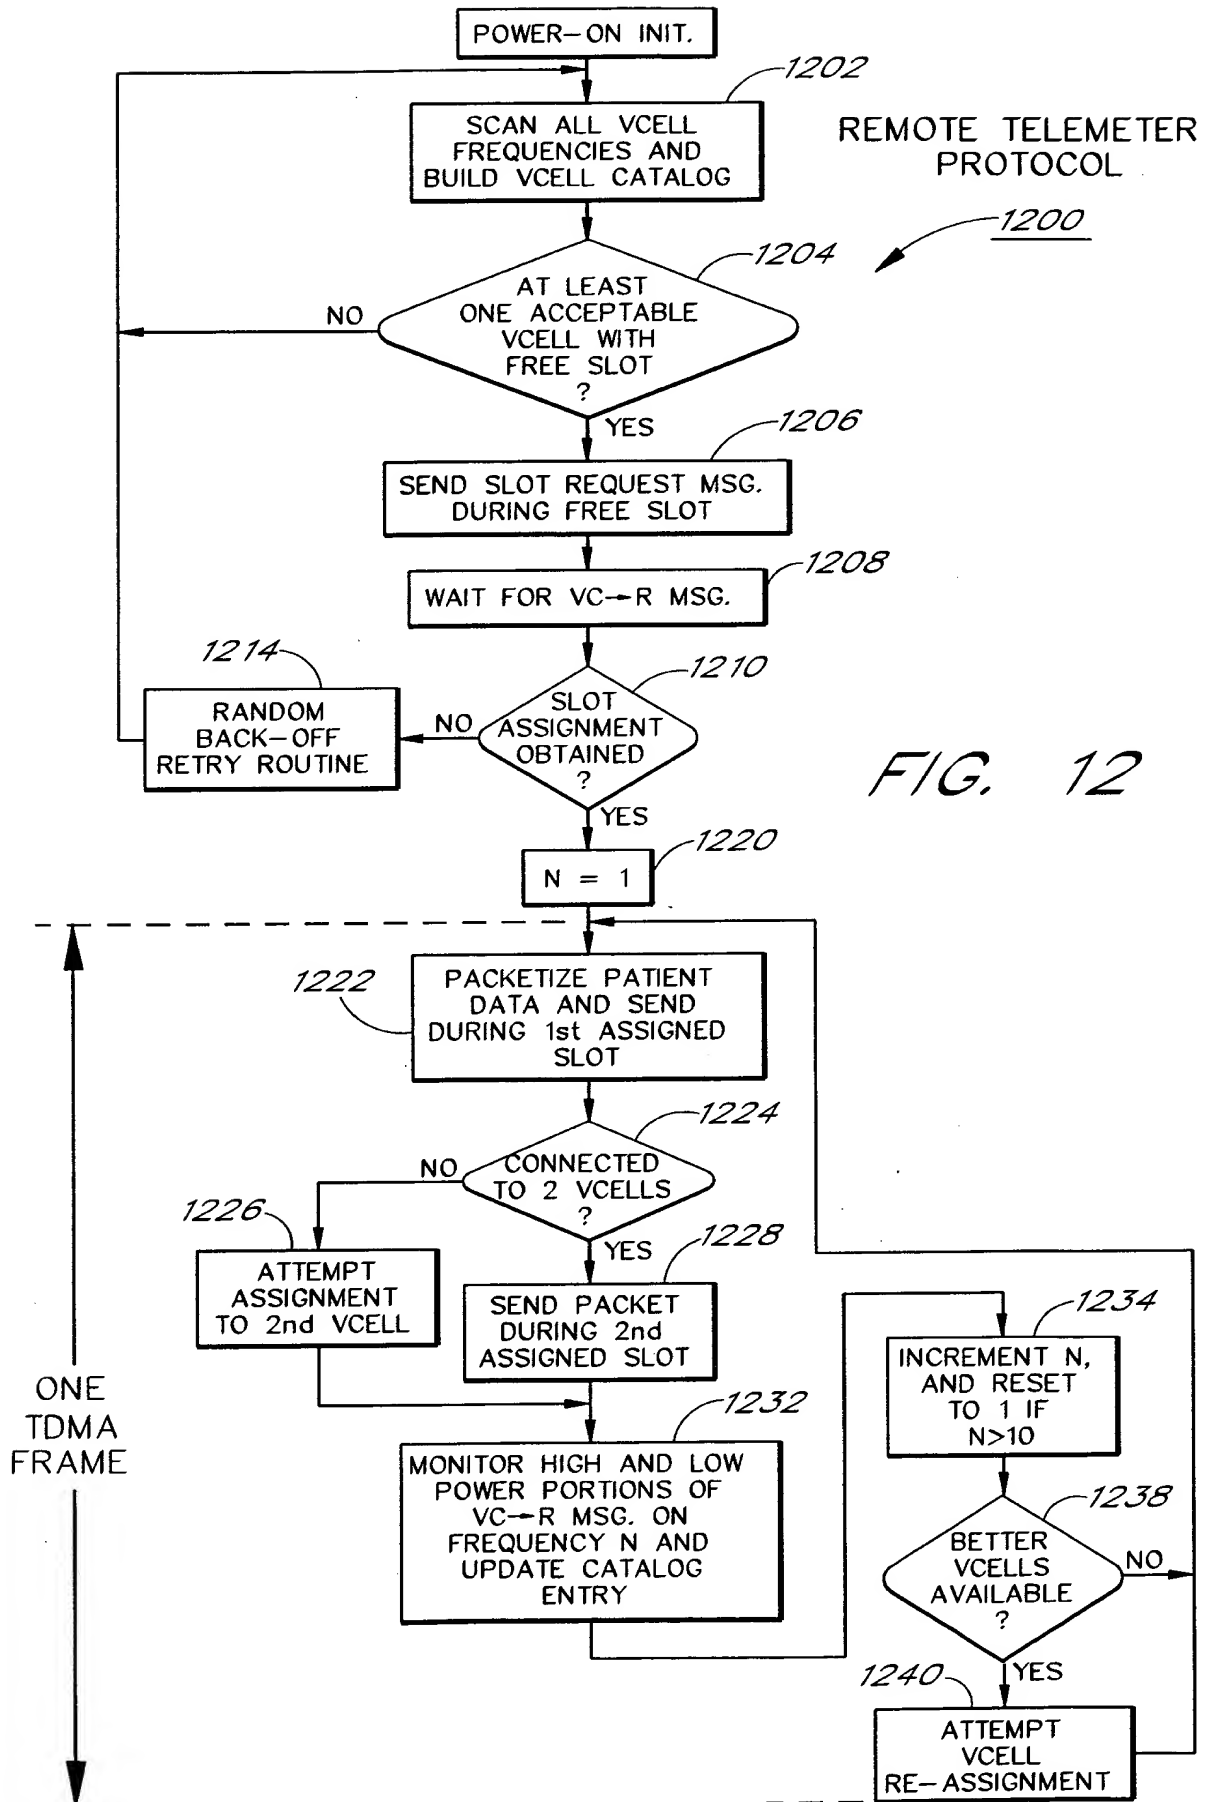 POWER-ON INIT.
1202
SCAN ALL VCELL
FREQUENCIES AND
BUILD VCELL CATALOG
REMOTE TELEMETER
PROTOCOL
1200
1204
AT LEAST
ONE ACCEPTABLE
VCELL WITH
FREE SLOT
?
NO
YES
1206
SEND SLOT REQUEST MSG.
DURING FREE SLOT
1208
WAIT FOR VC→R MSG.
1210
SLOT
ASSIGNMENT
OBTAINED
?
NO
1214
RANDOM
BACK-OFF
RETRY ROUTINE
YES
FIG. 12
1220
N = 1
1222
PACKETIZE PATIENT
DATA AND SEND
DURING 1st ASSIGNED
SLOT
1224
CONNECTED
TO 2 VCELLS
?
NO
YES
1226
ATTEMPT
ASSIGNMENT
TO 2nd VCELL
1228
SEND PACKET
DURING 2nd
ASSIGNED SLOT
ONE
TDMA
FRAME
1232
MONITOR HIGH AND LOW
POWER PORTIONS OF
VC→R MSG. ON
FREQUENCY N AND
UPDATE CATALOG
ENTRY
1234
INCREMENT N,
AND RESET
TO 1 IF
N>10
1238
BETTER
VCELLS
AVAILABLE
?
NO
YES
1240
ATTEMPT
VCELL
RE-ASSIGNMENT